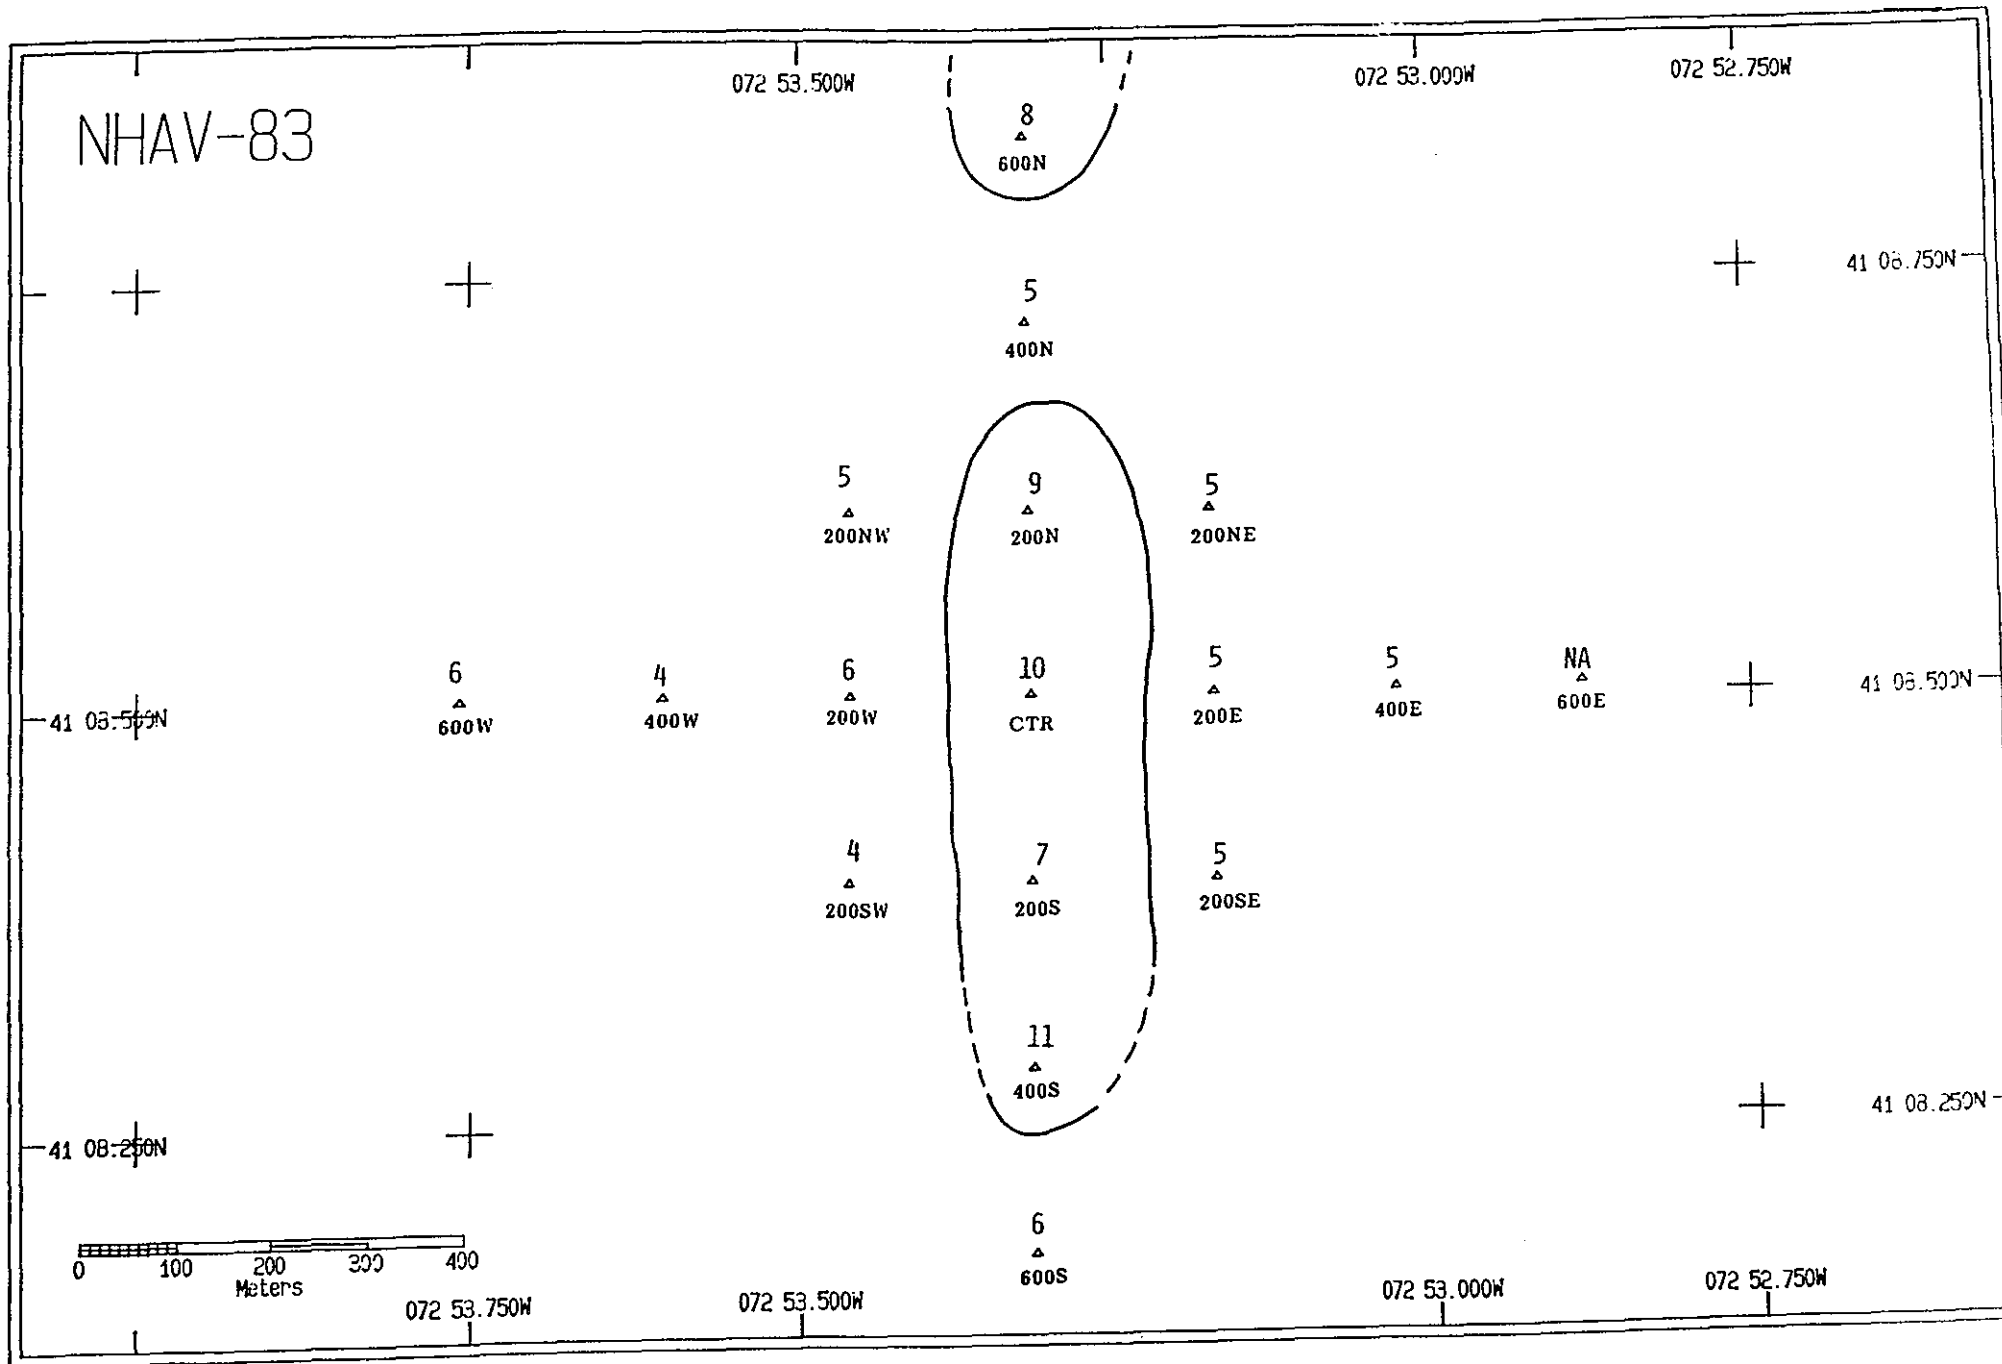 072 53.500W 072 53.000W 072 52.750W
NHAV-83
8
600N
41 08.750N
5
400N
5 9 5
200NW 200N 200NE
6 4 6 10 5 5 NA
600W 400W 200W CTR 200E 400E 600E
41 08.500N 41 08.500N
4 7 5
200SW 200S 200SE
11
400S
41 08.250N 41 08.250N
6
600S
0 100 200 300 400
Meters
072 53.750W 072 53.500W 072 53.000W 072 52.750W